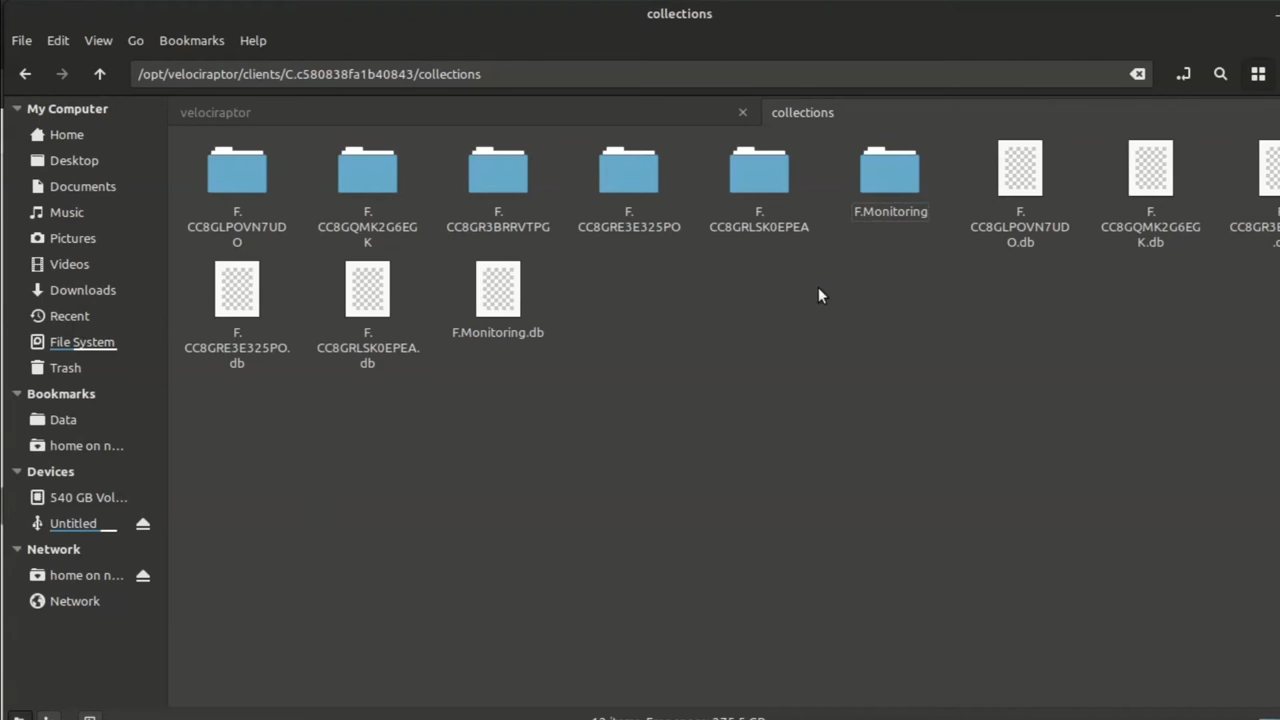 collections
File Edit View Go Bookmarks Help
/opt/velociraptor/clients/C.c580838fa1b40843/collections
My Computer
Home
Desktop
Documents
Music
Pictures
Videos
Downloads
Recent
File System
Trash
Bookmarks
Data
home on n...
Devices
540 GB Vol...
Untitled
Network
home on n...
Network
velociraptor
collections
F.
CC8GLPOVN7UD
O
F.
CC8GQMK2G6EG
K
F.
CC8GR3BRRVTPG
F.
CC8GRE3E325PO
F.
CC8GRLSK0EPEA
F.Monitoring
F.
CC8GLPOVN7UD
O.db
F.
CC8GQMK2G6EG
K.db
F.
CC8GRE3E325PO.
db
F.
CC8GRLSK0EPEA.
db
F.Monitoring.db